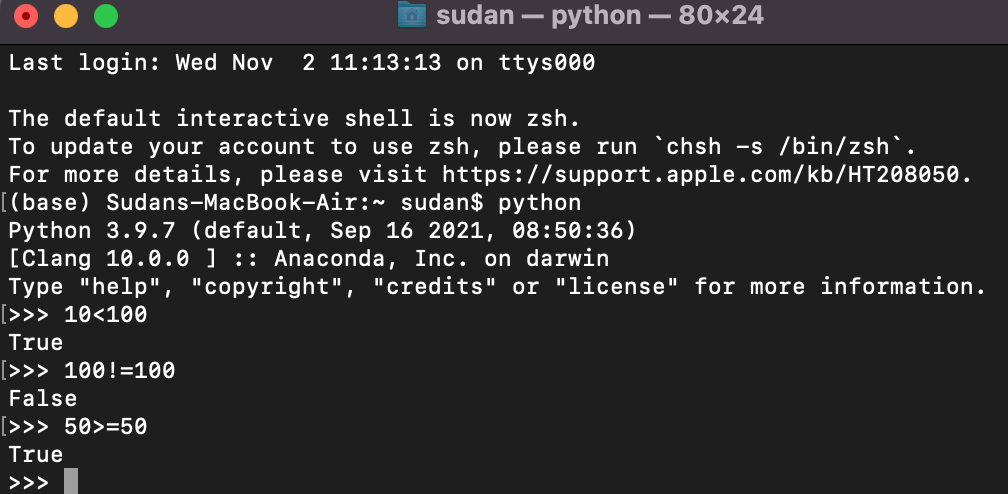 sudan — python — 80×24
Last login: Wed Nov  2 11:13:13 on ttys000
The default interactive shell is now zsh.
To update your account to use zsh, please run `chsh -s /bin/zsh`.
For more details, please visit https://support.apple.com/kb/HT208050.
[(base) Sudans-MacBook-Air:~ sudan$ python
Python 3.9.7 (default, Sep 16 2021, 08:50:36)
[Clang 10.0.0 ] :: Anaconda, Inc. on darwin
Type "help", "copyright", "credits" or "license" for more information.
[>>> 10<100
True
[>>> 100!=100
False
[>>> 50>=50
True
>>>